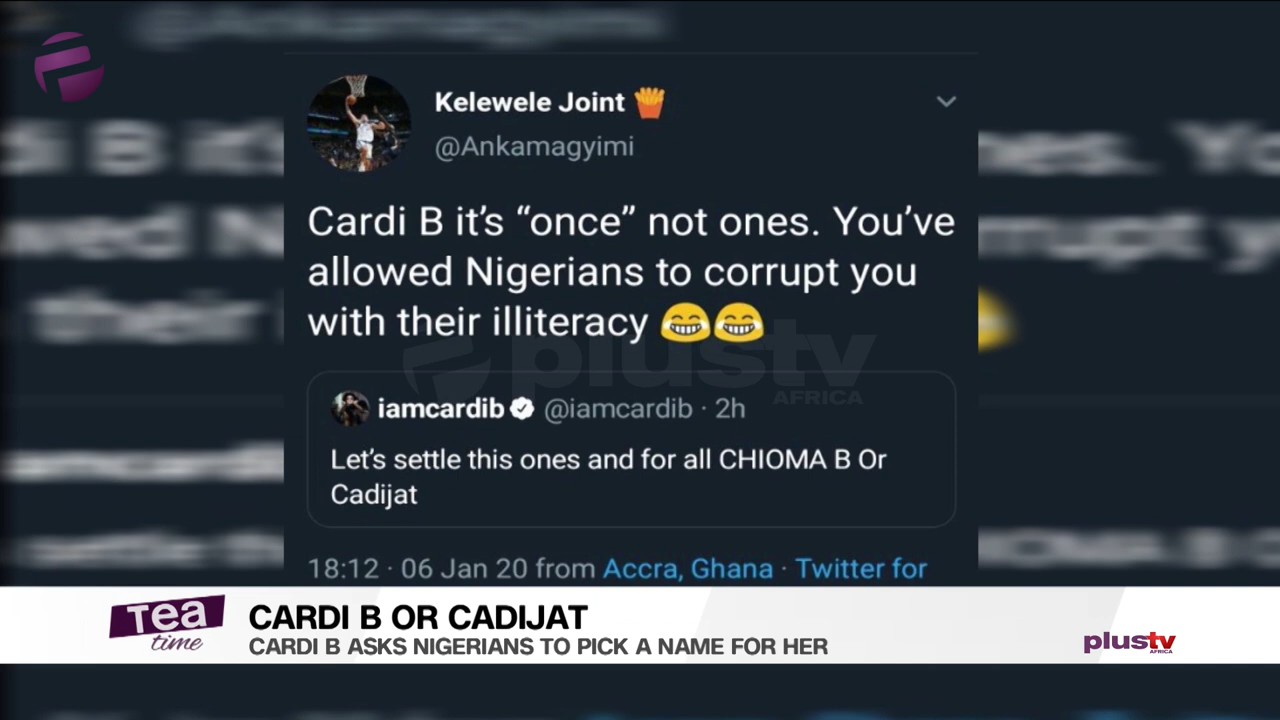 Kelewele Joint 🍟
@Ankamagyimi
Cardi B it's “once” not ones. You've
allowed Nigerians to corrupt you
with their illiteracy 😂😂
plustv
AFRICA
iamcardib @iamcardib · 2h
Let's settle this ones and for all CHIOMA B Or
Cadijat
18:12 · 06 Jan 20 from Accra, Ghana · Twitter for
Tea
time
CARDI B OR CADIJAT
CARDI B ASKS NIGERIANS TO PICK A NAME FOR HER
plustv
AFRICA